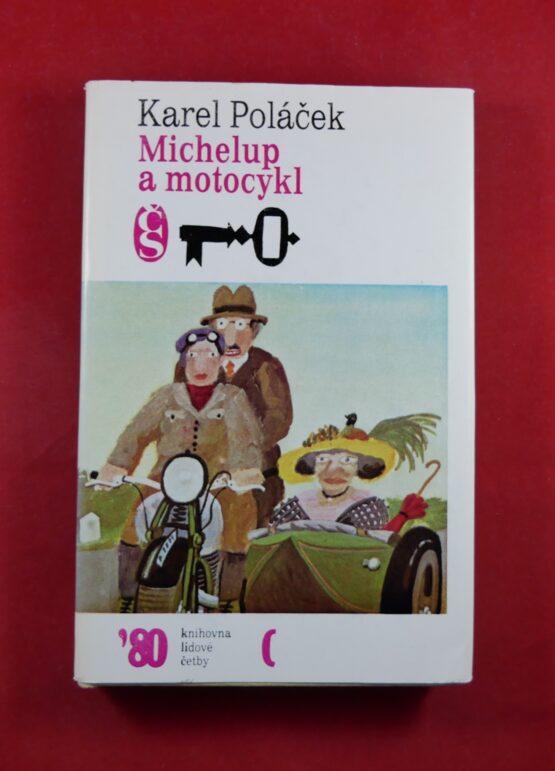 Karel Poláček
Michelup
a motocykl
ČS
'80
knihovna
lidové
četby